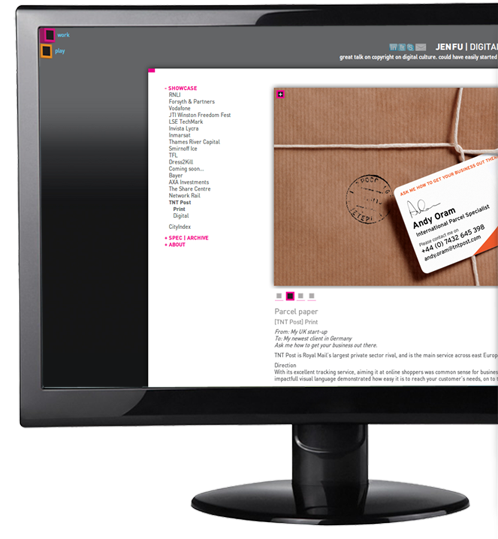 work
play
JENFU | DIGITA
great talk on copyright on digital culture. could have easily started
- SHOWCASE
RNLI
Forsyth & Partners
Vodafone
JTI Winston Freedom Fest
LSE TechMark
Invista Lycra
Inmarsat
Thames River Capital
Smirnoff Ice
TFL
Dress2Kill
Coming soon...
Bayer
AXA Investments
The Share Centre
Network Rail
TNT Post
Print
Digital
CityIndex
+ SPEC | ARCHIVE
+ ABOUT
ASK ME HOW TO GET YOUR BUSINESS OUT THERE
Andy Oram
International Parcel Specialist
Please contact me on
+44 (0) 7432 645 398
andy.oram@tntpost.com
Parcel paper
[TNT Post] Print
From: My UK start-up
To: My newest client in Germany
Ask me how to get your business out there.
TNT Post is Royal Mail's largest private sector rival, and is the main service across east Europ
Direction
With its excellent tracking service, aiming it at online shoppers was common sense for busine
impactfull visual language demonstrated how easy it is to reach your customer's needs, on to